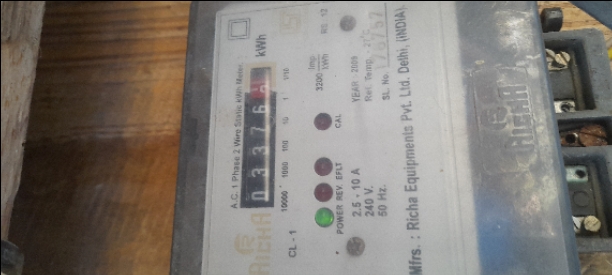 A.C. 1 Phase 2 Wire Static kWh Meter
kWh
0 3 3 7 6
10000 1000 100 10 1 1/10
RICHA
CL - 1
3200 Imp/kWh
POWER REV EFLT CAL
2.5 - 10 A
240 V.
50 Hz.
YEAR 2009
Ref. Temp.
SL. No.
Mfrs. : Richa Equipments Pvt. Ltd. Delhi, (INDIA)
RICHA